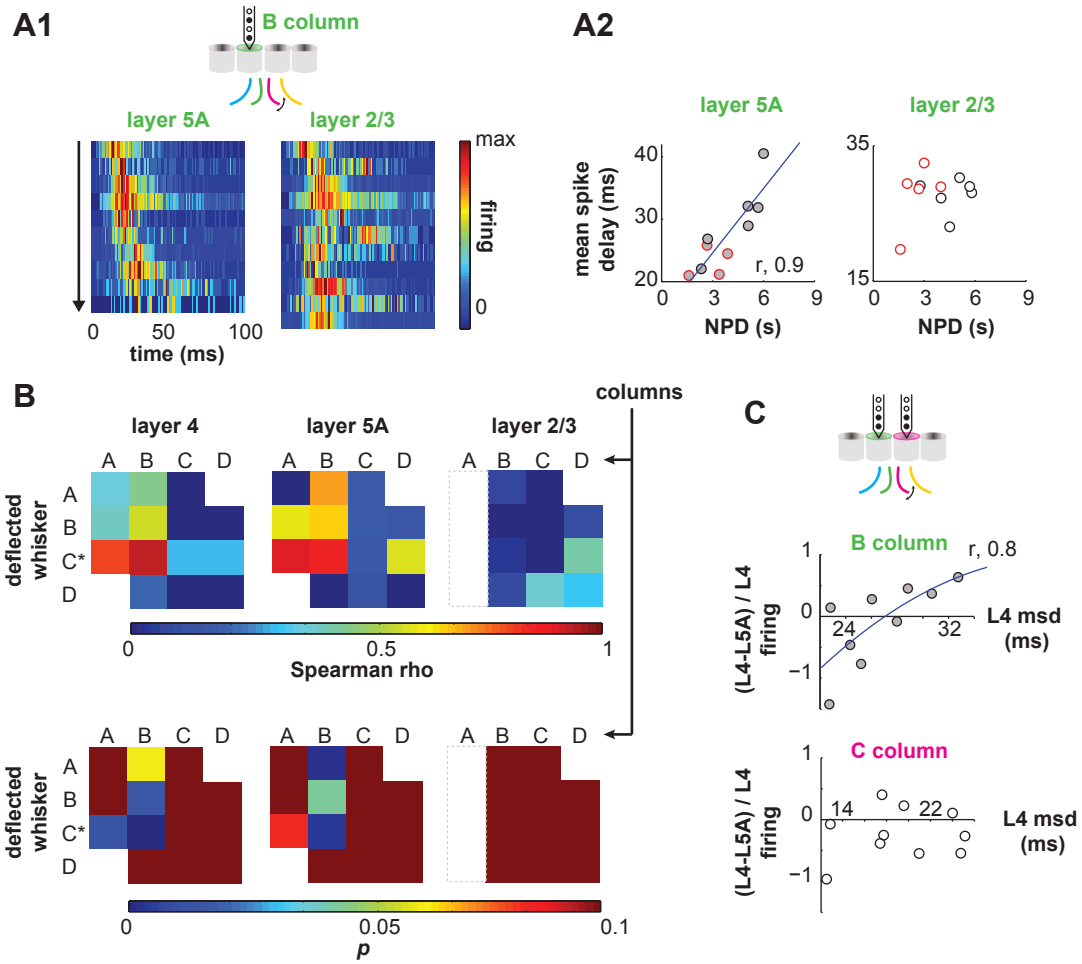 A1
B column
layer 5A
layer 2/3
max
firing
0
0
50
100
time (ms)
A2
layer 5A
layer 2/3
mean spike
delay (ms)
40
30
20
r, 0.9
0
3
6
9
NPD (s)
35
15
0
3
6
9
NPD (s)
B
columns
layer 4
layer 5A
layer 2/3
A B C D
A B C D
A B C D
deflected
whisker
A
B
C*
D
0
0.5
1
Spearman rho
A B C D
A B C D
A B C D
deflected
whisker
A
B
C*
D
0
0.05
0.1
p
C
B column
r, 0.8
(L4-L5A) / L4
firing
1
0
−1
24
32
L4 msd
(ms)
C column
(L4-L5A) / L4
firing
1
0
−1
14
22
L4 msd
(ms)